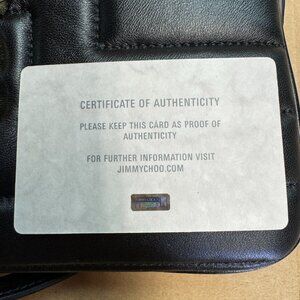 CERTIFICATE OF AUTHENTICITY
PLEASE KEEP THIS CARD AS PROOF OF
AUTHENTICITY
FOR FURTHER INFORMATION VISIT
JIMMYCHOO.COM